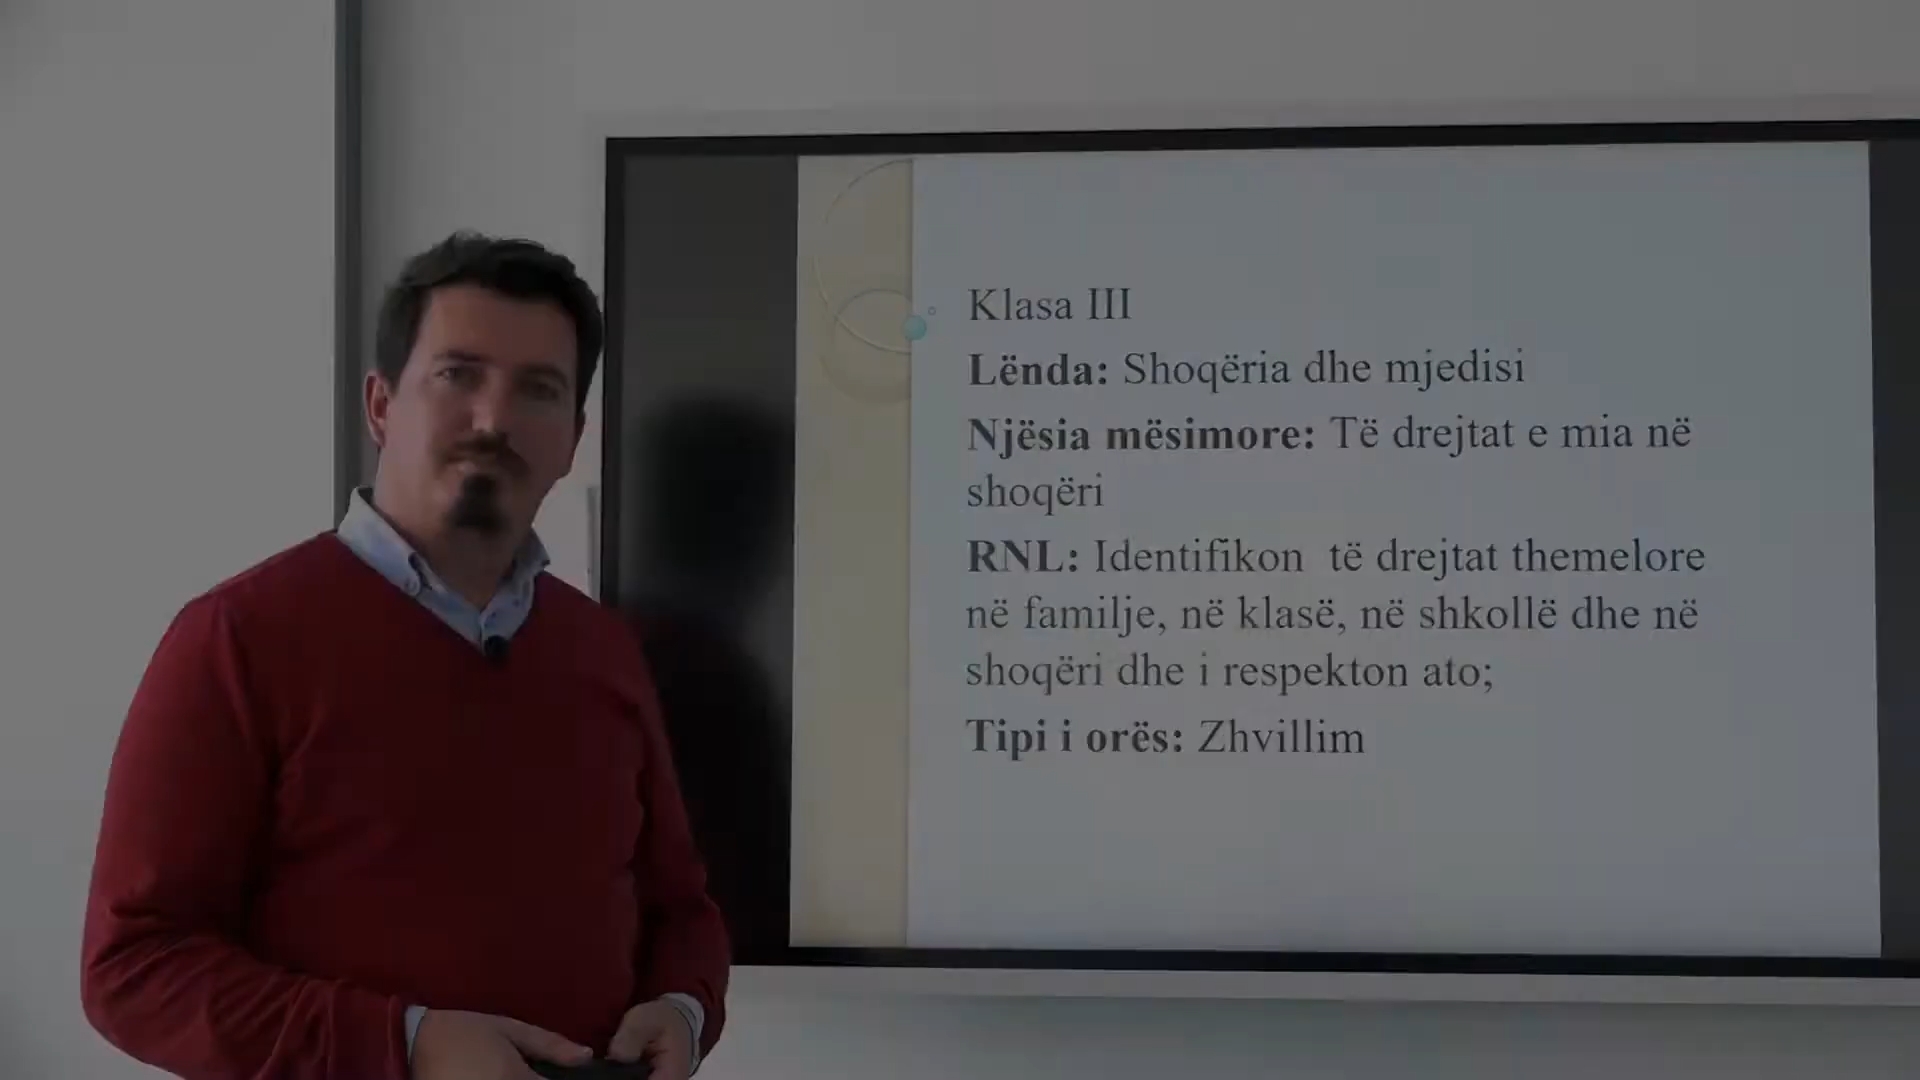 Klasa III
Lënda: Shoqëria dhe mjedisi
Njësia mësimore: Të drejtat e mia në
shoqëri
RNL: Identifikon të drejtat themelore
në familje, në klasë, në shkollë dhe në
shoqëri dhe i respekton ato;
Tipi i orës: Zhvillim